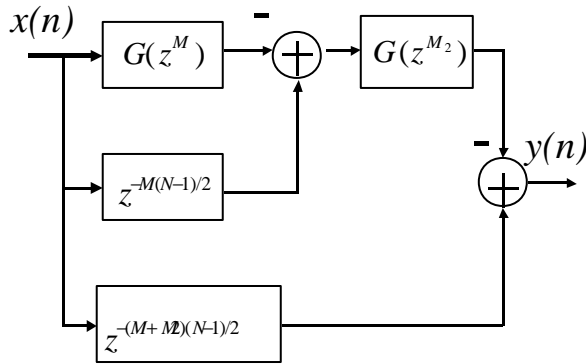 x(n)
G(z^M)
−
+
G(z^{M_2})
z^{-M(N-1)/2}
−
y(n)
+
z^{-(M+M2)(N-1)/2}